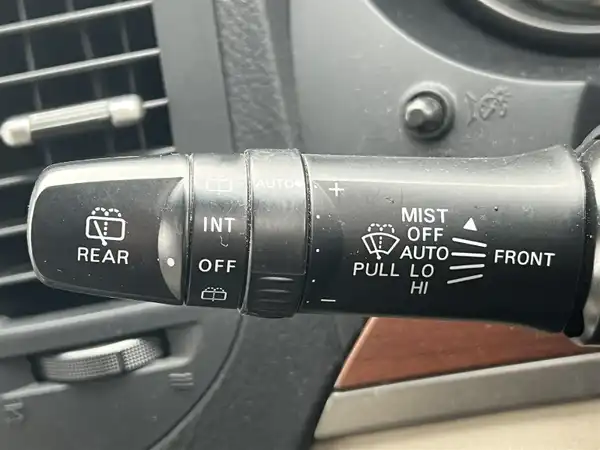 REAR
INT
OFF
AUTO
+
-
MIST
OFF
AUTO
PULL LO
HI
FRONT